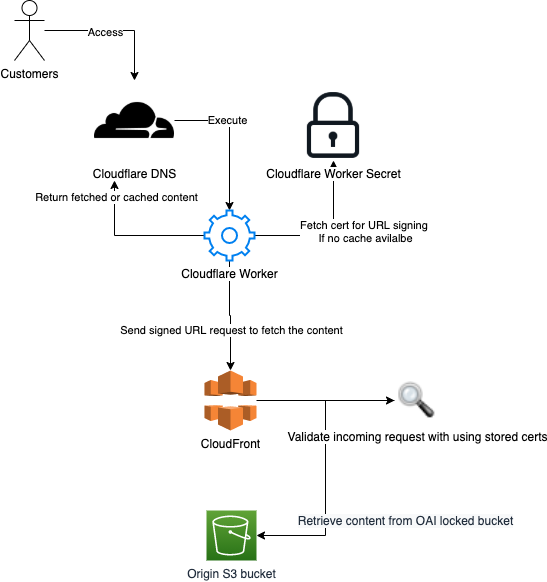 Access
Customers
Execute
Cloudflare DNS
Cloudflare Worker Secret
Return fetched or cached content
Fetch cert for URL signing
If no cache avilalbe
Cloudflare Worker
Send signed URL request to fetch the content
CloudFront
Validate incoming request with using stored certs
Retrieve content from OAI locked bucket
Origin S3 bucket